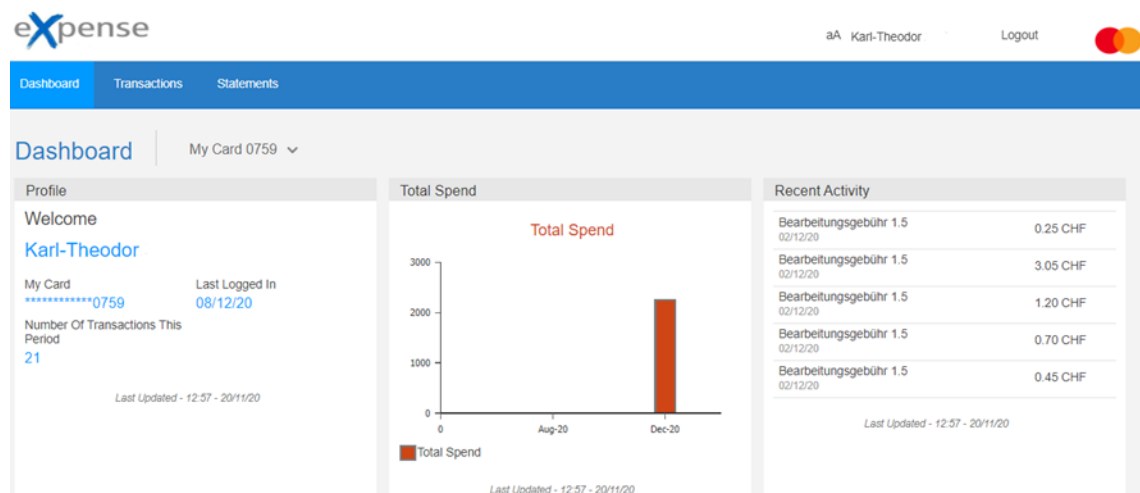 eXpense
aA Karl-Theodor Logout
Dashboard Transactions Statements
Dashboard My Card 0759
Profile
Welcome
Karl-Theodor
My Card Last Logged In
************0759 08/12/20
Number Of Transactions This
Period
21
Last Updated - 12:57 - 20/11/20
Total Spend
Total Spend
3000
2000
1000
0
0 Aug-20 Dec-20
Total Spend
Last Updated - 12:57 - 20/11/20
Recent Activity
Bearbeitungsgebühr 1.5 0.25 CHF
02/12/20
Bearbeitungsgebühr 1.5 3.05 CHF
02/12/20
Bearbeitungsgebühr 1.5 1.20 CHF
02/12/20
Bearbeitungsgebühr 1.5 0.70 CHF
02/12/20
Bearbeitungsgebühr 1.5 0.45 CHF
02/12/20
Last Updated - 12:57 - 20/11/20